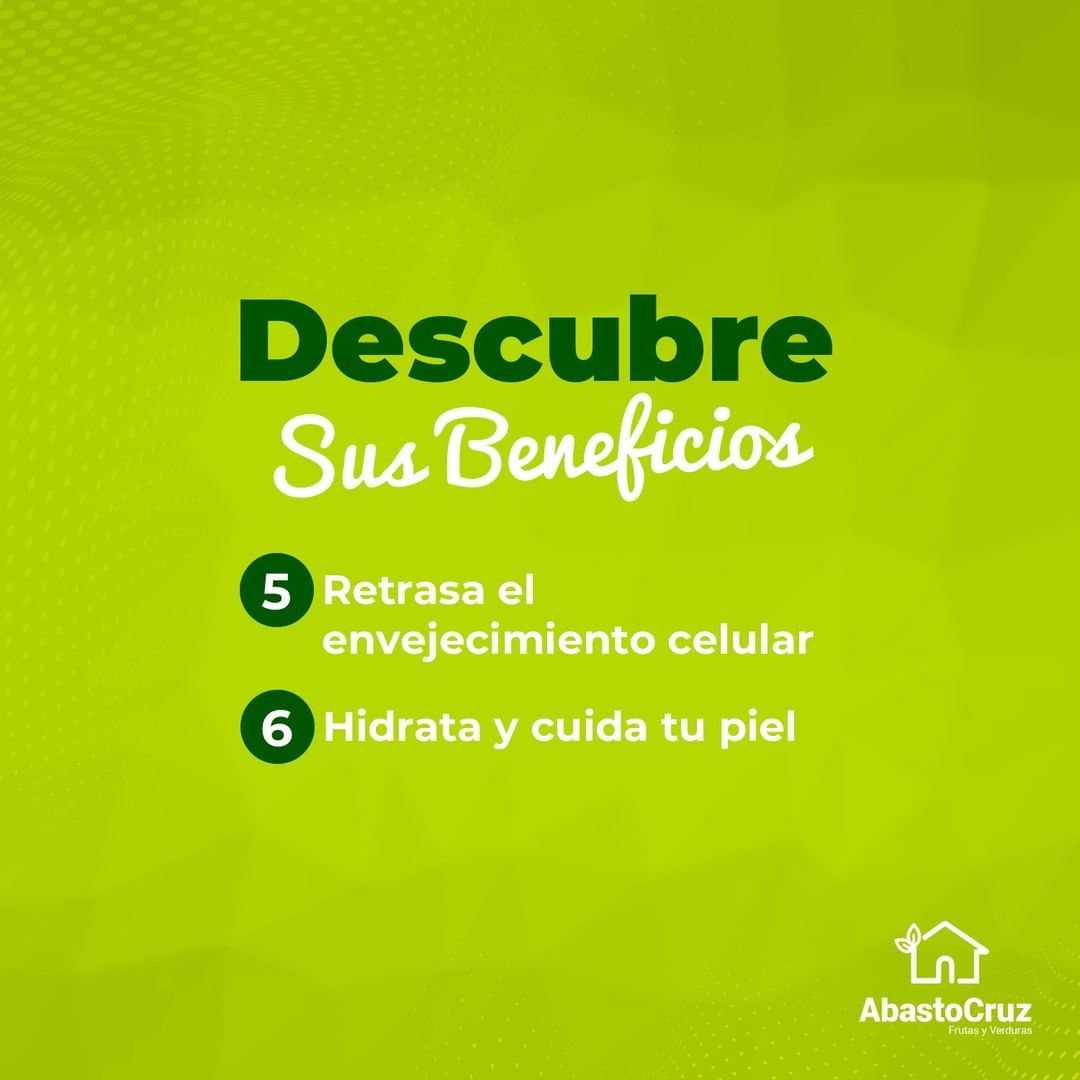 Descubre
Sus Beneficios
5 Retrasa el
envejecimiento celular
6 Hidrata y cuida tu piel
AbastoCruz
Frutas y Verduras